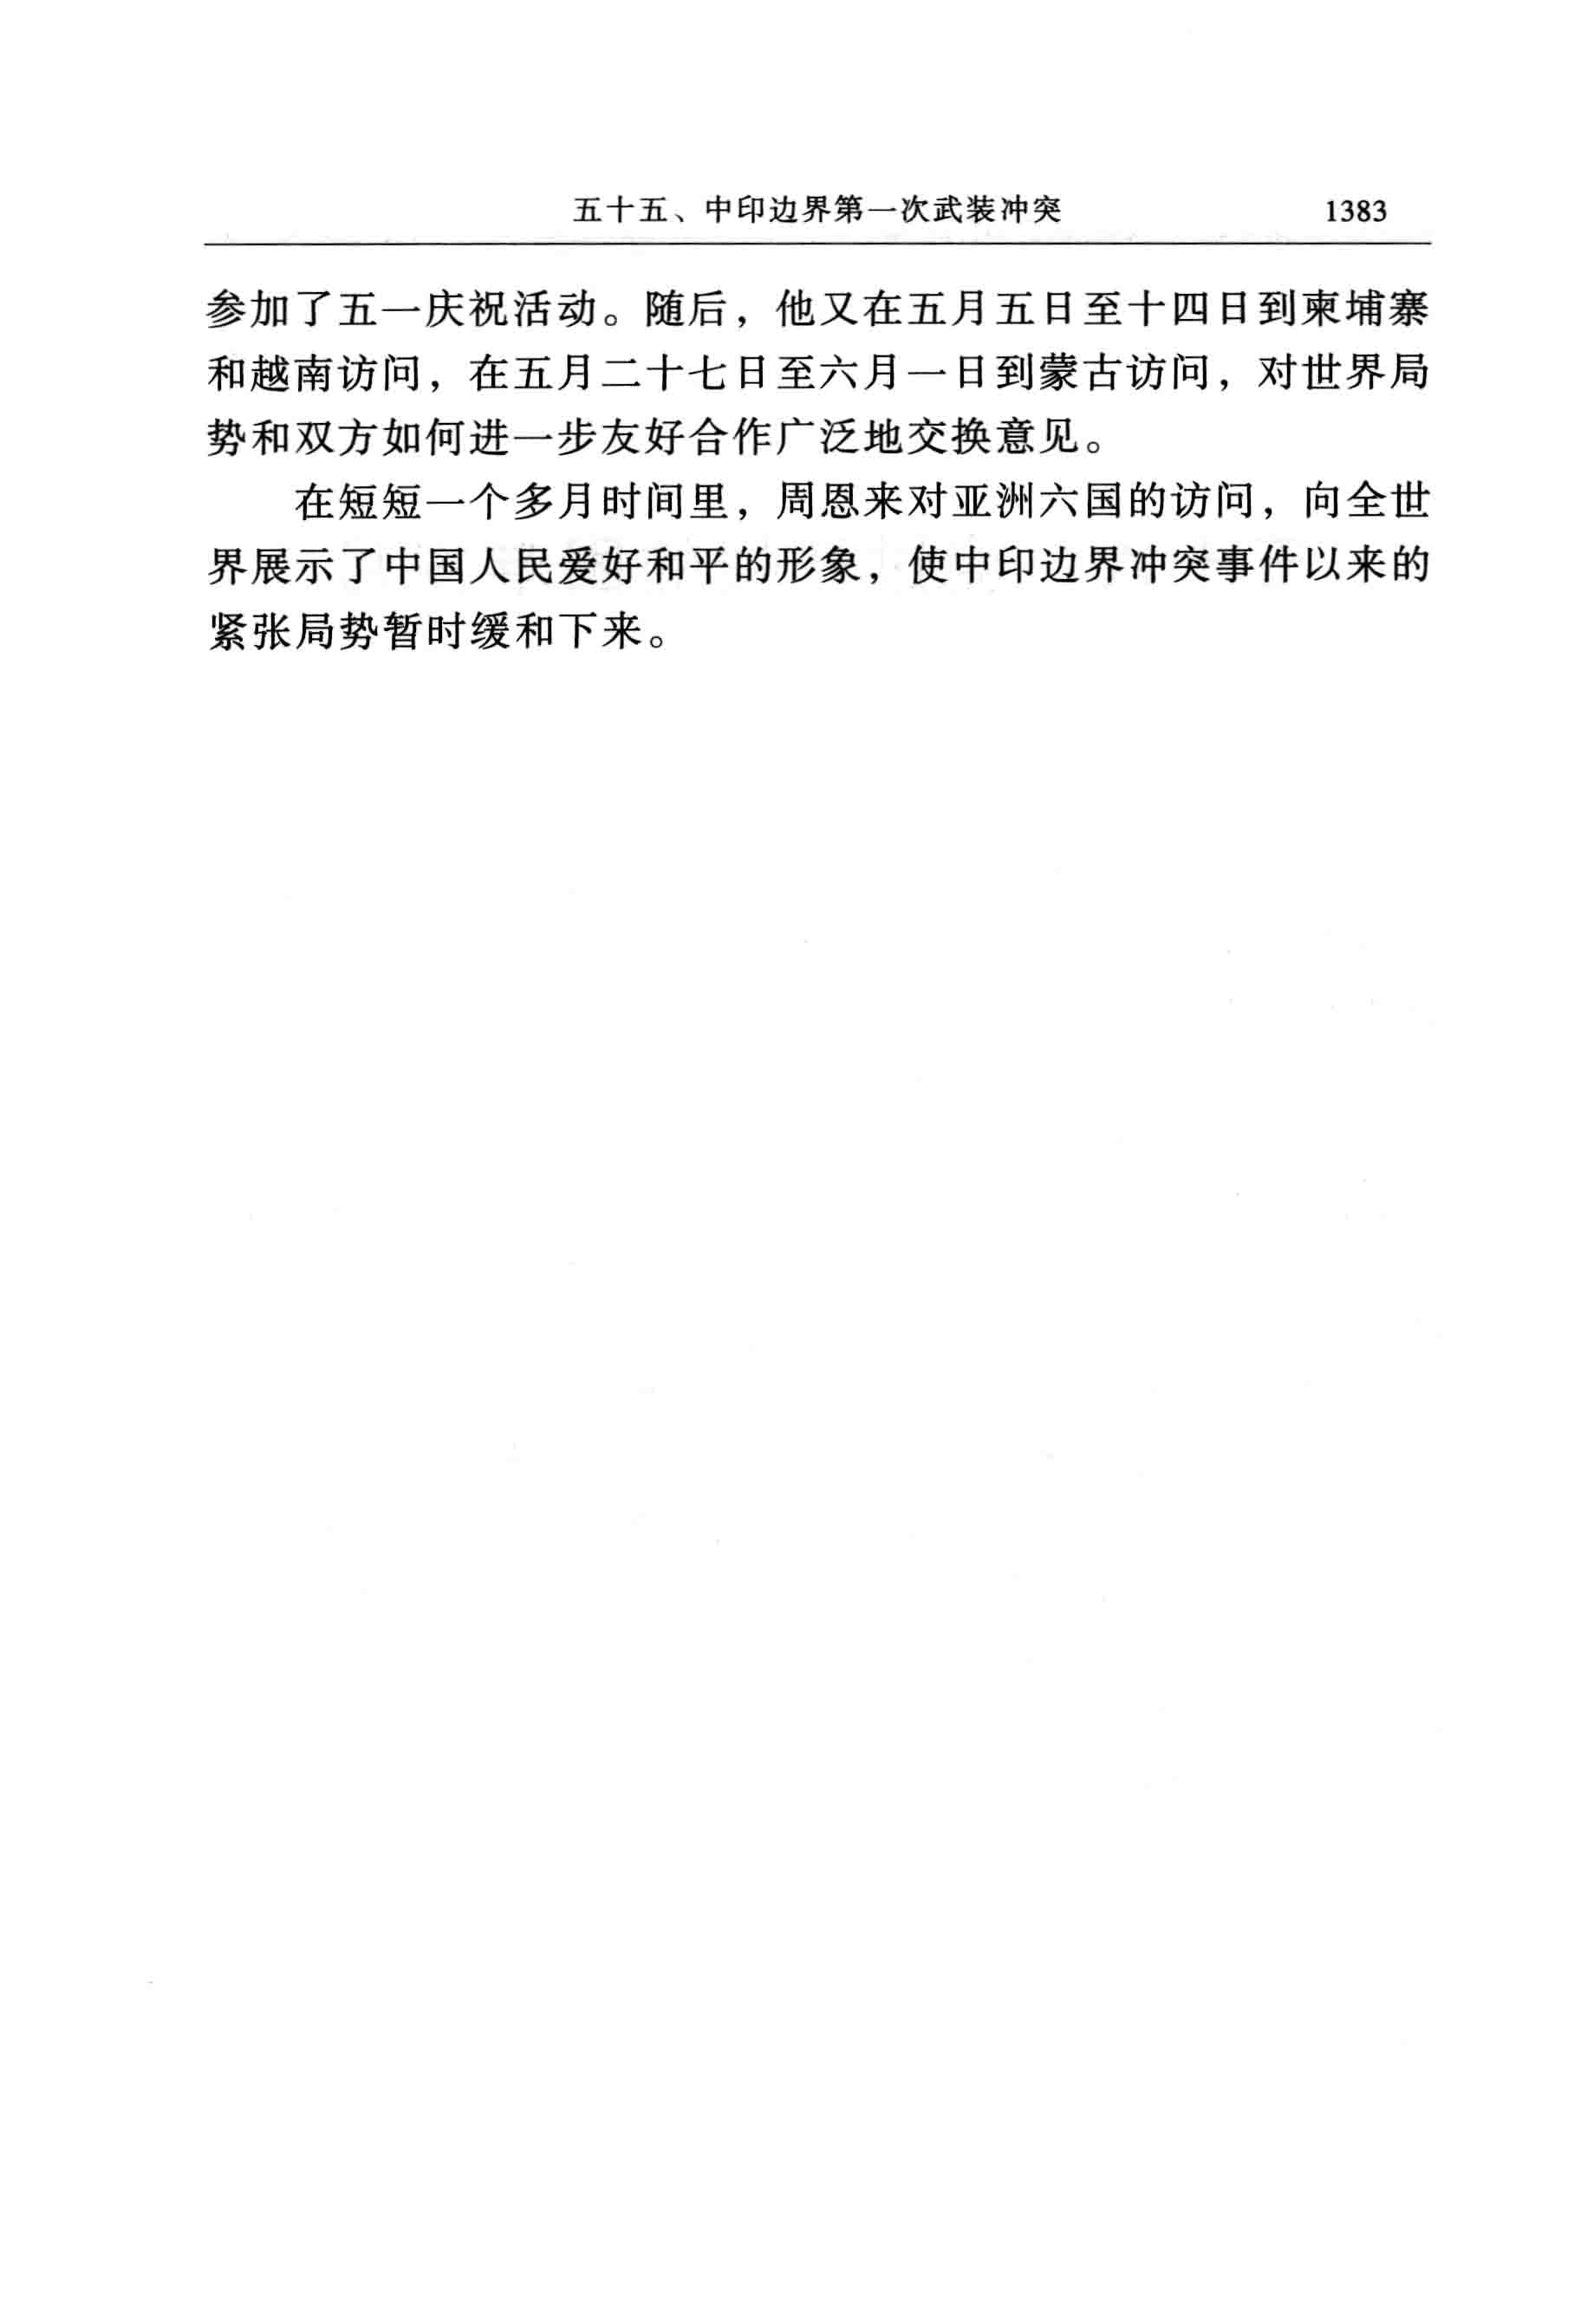 五十五、中印边界第一次武装冲突 1383
参加了五一庆祝活动。随后，他又在五月五日至十四日到柬埔寨
和越南访问，在五月二十七日至六月一日到蒙古访问，对世界局
势和双方如何进一步友好合作广泛地交换意见。
在短短一个多月时间里，周恩来对亚洲六国的访问，向全世
界展示了中国人民爱好和平的形象，使中印边界冲突事件以来的
紧张局势暂时缓和下来。